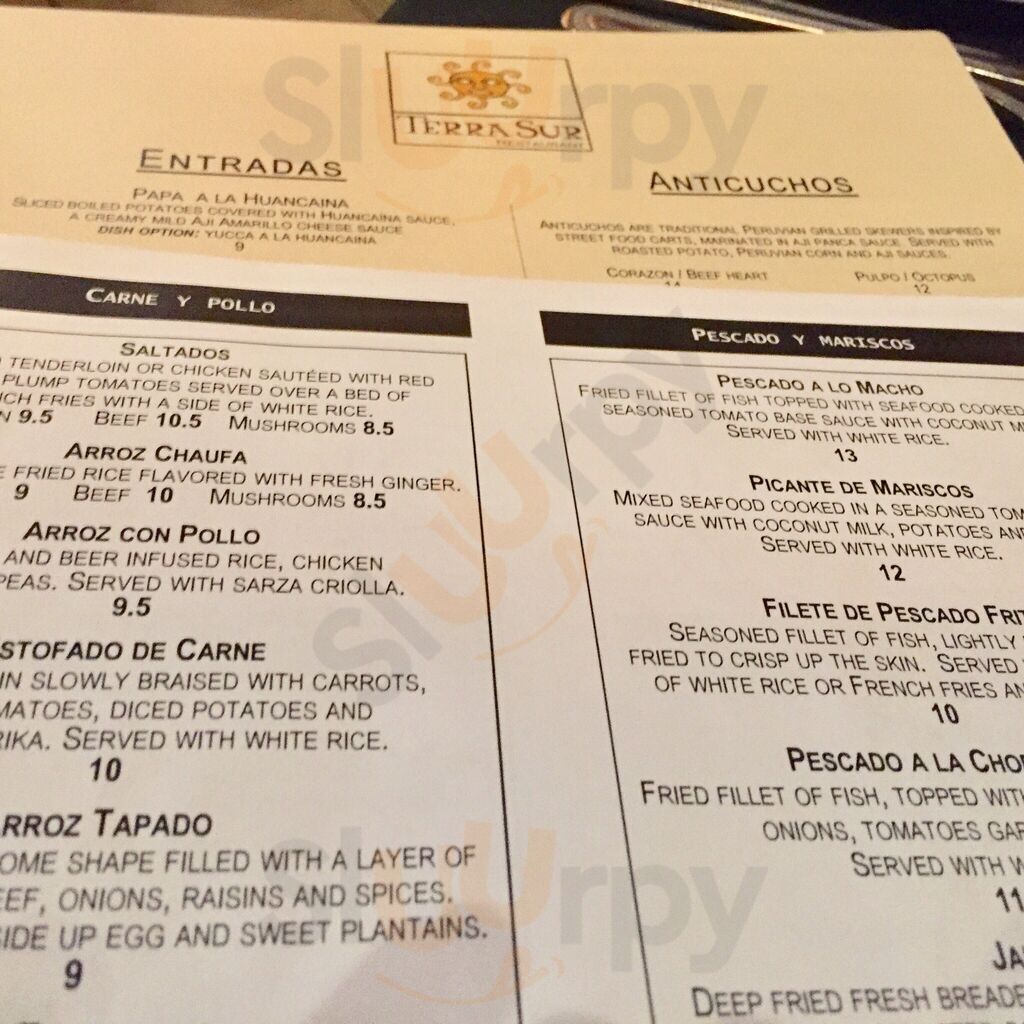 TERRA SUR
RESTAURANT
ENTRADAS
PAPA A LA HUANCAINA
SLICED BOILED POTATOES COVERED WITH HUANCAINA SAUCE,
A CREAMY MILD AJI AMARILLO CHEESE SAUCE
DISH OPTION: YUCCA A LA HUANCAINA
9
ANTICUCHOS
ANTICUCHOS ARE TRADITIONAL PERUVIAN GRILLED SKEWERS INSPIRED BY
STREET FOOD CARTS, MARINATED IN AJI PANCA SAUCE. SERVED WITH
ROASTED POTATO, PERUVIAN CORN AND AJI SAUCES.
CORAZON / BEEF HEART PULPO / OCTOPUS
14 12
CARNE Y POLLO
SALTADOS
TENDERLOIN OR CHICKEN SAUTÉED WITH RED
PLUMP TOMATOES SERVED OVER A BED OF
CH FRIES WITH A SIDE OF WHITE RICE.
N 9.5 BEEF 10.5 MUSHROOMS 8.5
ARROZ CHAUFA
E FRIED RICE FLAVORED WITH FRESH GINGER.
9 BEEF 10 MUSHROOMS 8.5
ARROZ CON POLLO
AND BEER INFUSED RICE, CHICKEN
PEAS. SERVED WITH SARZA CRIOLLA.
9.5
STOFADO DE CARNE
IN SLOWLY BRAISED WITH CARROTS,
MATOES, DICED POTATOES AND
RIKA. SERVED WITH WHITE RICE.
10
RROZ TAPADO
OME SHAPE FILLED WITH A LAYER OF
EEF, ONIONS, RAISINS AND SPICES.
SIDE UP EGG AND SWEET PLANTAINS.
9
PESCADO Y MARISCOS
PESCADO A LO MACHO
FRIED FILLET OF FISH TOPPED WITH SEAFOOD COOKED
SEASONED TOMATO BASE SAUCE WITH COCONUT MI
SERVED WITH WHITE RICE.
13
PICANTE DE MARISCOS
MIXED SEAFOOD COOKED IN A SEASONED TOM
SAUCE WITH COCONUT MILK, POTATOES AND
SERVED WITH WHITE RICE.
12
FILETE DE PESCADO FRIT
SEASONED FILLET OF FISH, LIGHTLY
FRIED TO CRISP UP THE SKIN. SERVED
OF WHITE RICE OR FRENCH FRIES AN
10
PESCADO A LA CHOR
FRIED FILLET OF FISH, TOPPED WITH
ONIONS, TOMATOES GAR
SERVED WITH W
11
JA
DEEP FRIED FRESH BREADE
Slurpy
Slurpy
Slurpy